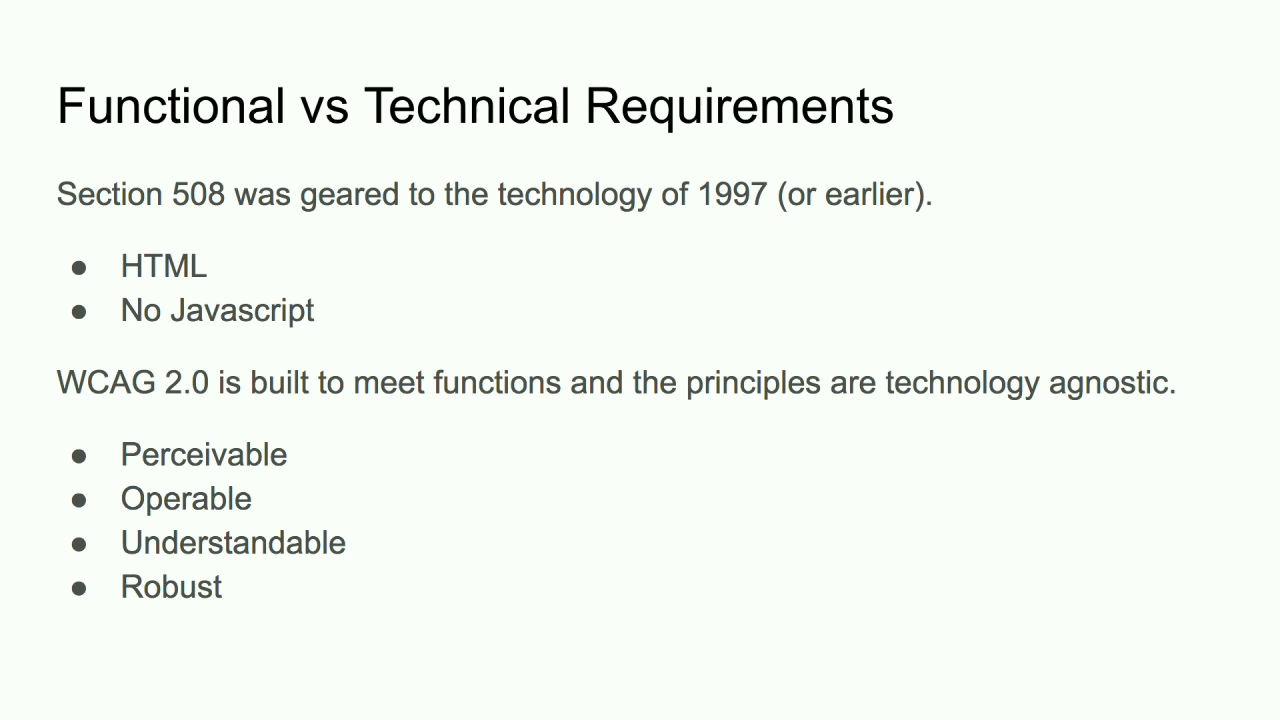 Functional vs Technical Requirements
Section 508 was geared to the technology of 1997 (or earlier).
● HTML
● No Javascript
WCAG 2.0 is built to meet functions and the principles are technology agnostic.
● Perceivable
● Operable
● Understandable
● Robust